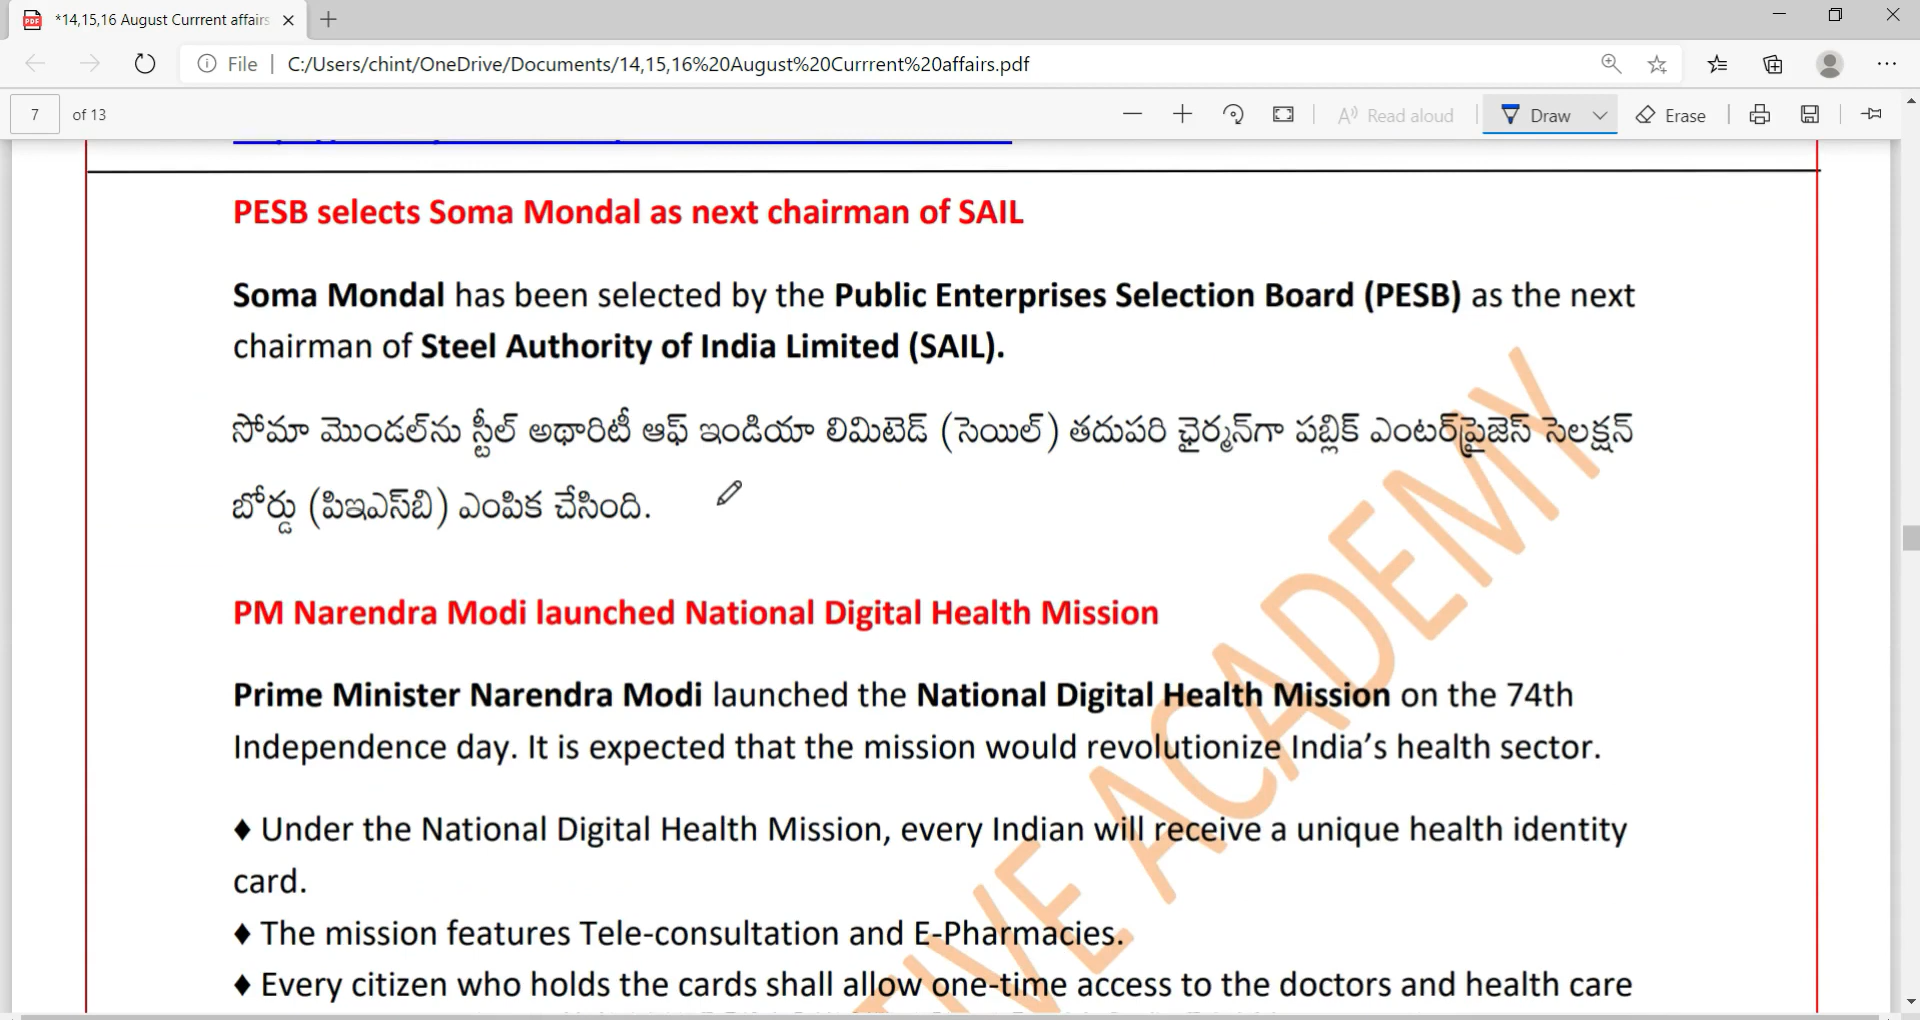 *14,15,16 August Currrent affairs
File | C:/Users/chint/OneDrive/Documents/14,15,16%20August%20Currrent%20affairs.pdf
7 of 13 Read aloud Draw Erase
PESB selects Soma Mondal as next chairman of SAIL
Soma Mondal has been selected by the Public Enterprises Selection Board (PESB) as the next
chairman of Steel Authority of India Limited (SAIL).
సోమా మొండల్‌ను స్టీల్ అథారిటీ ఆఫ్ ఇండియా లిమిటెడ్ (సెయిల్) తదుపరి ఛైర్మన్‌గా పబ్లిక్ ఎంటర్‌ప్రైజెస్ సెలక్షన్
బోర్డు (పిఇఎస్‌బి) ఎంపిక చేసింది.
PM Narendra Modi launched National Digital Health Mission
Prime Minister Narendra Modi launched the National Digital Health Mission on the 74th
Independence day. It is expected that the mission would revolutionize India’s health sector.
♦ Under the National Digital Health Mission, every Indian will receive a unique health identity
card.
♦ The mission features Tele-consultation and E-Pharmacies.
♦ Every citizen who holds the cards shall allow one-time access to the doctors and health care
TIVE ACADEMY